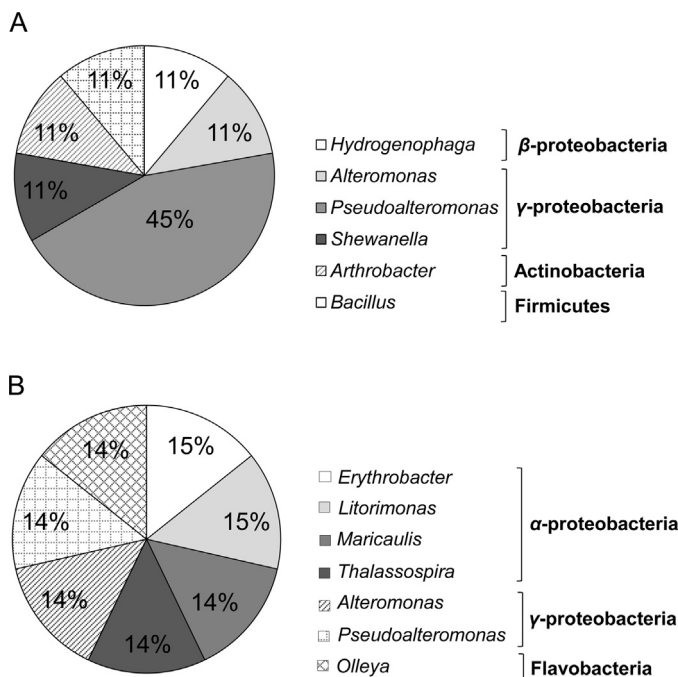 A
11%
11%
11%
11%
11%
45%
Hydrogenophaga
β-proteobacteria
Alteromonas
Pseudoalteromonas
γ-proteobacteria
Shewanella
Arthrobacter
Actinobacteria
Bacillus
Firmicutes
B
14%
15%
14%
15%
14%
14%
14%
Erythrobacter
Litorimonas
α-proteobacteria
Maricaulis
Thalassospira
Alteromonas
γ-proteobacteria
Pseudoalteromonas
Olleya
Flavobacteria